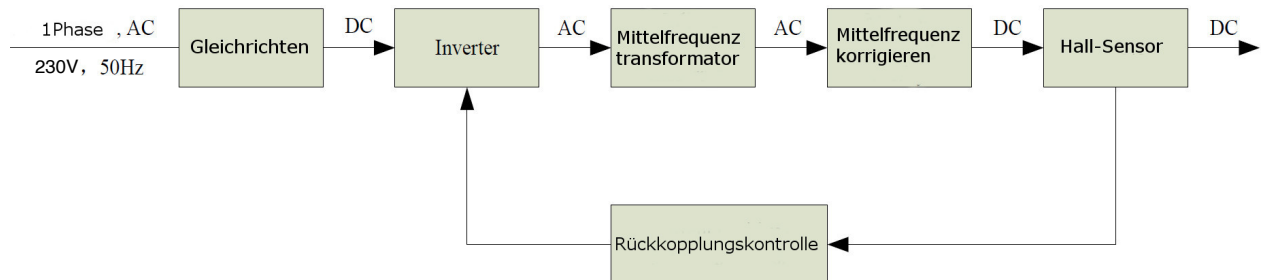 1Phase , AC
230V, 50Hz
Gleichrichten
DC
Inverter
AC
Mittelfrequenz
transformator
AC
Mittelfrequenz
korrigieren
DC
Hall-Sensor
DC
Rückkopplungskontrolle